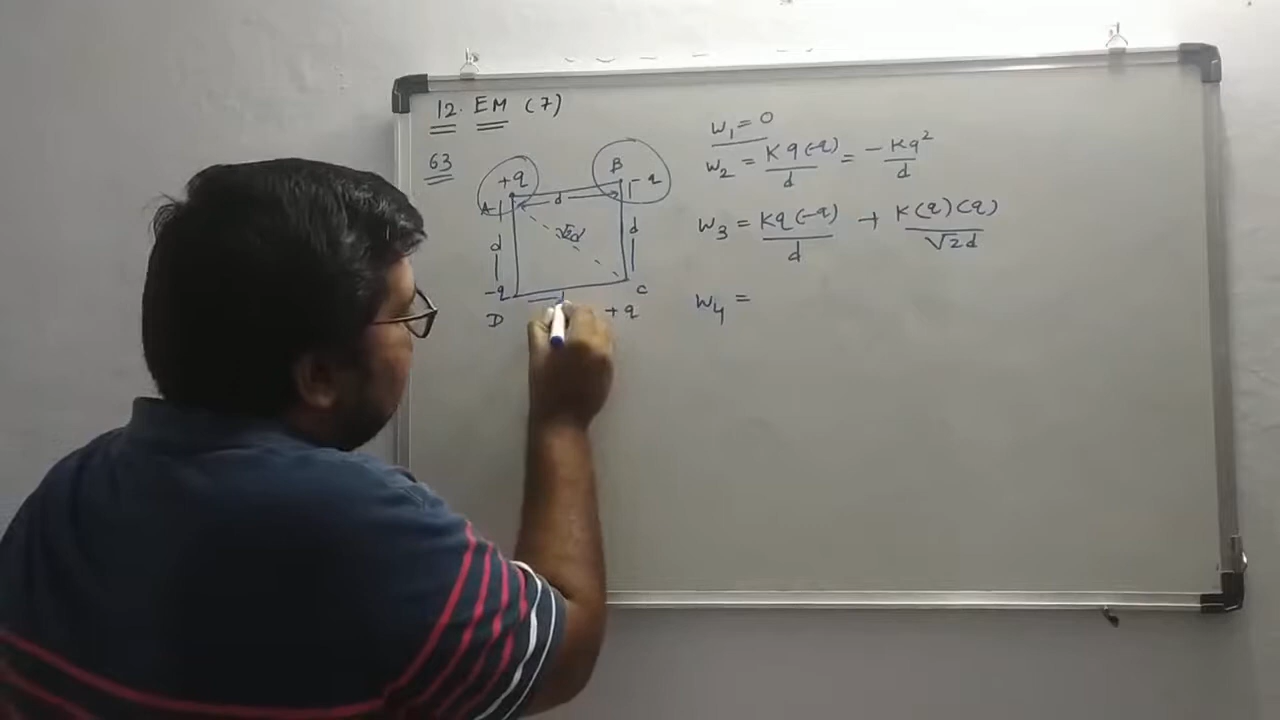 12. EM (7)
63
+q
B
-q
A
d
d
√2d
d
-q
C
D
+q
W₁ = 0
W₂ = Kq(-q)/d = -Kq²/d
W₃ = Kq(-q)/d + K(q)(q)/√2d
W₄ =